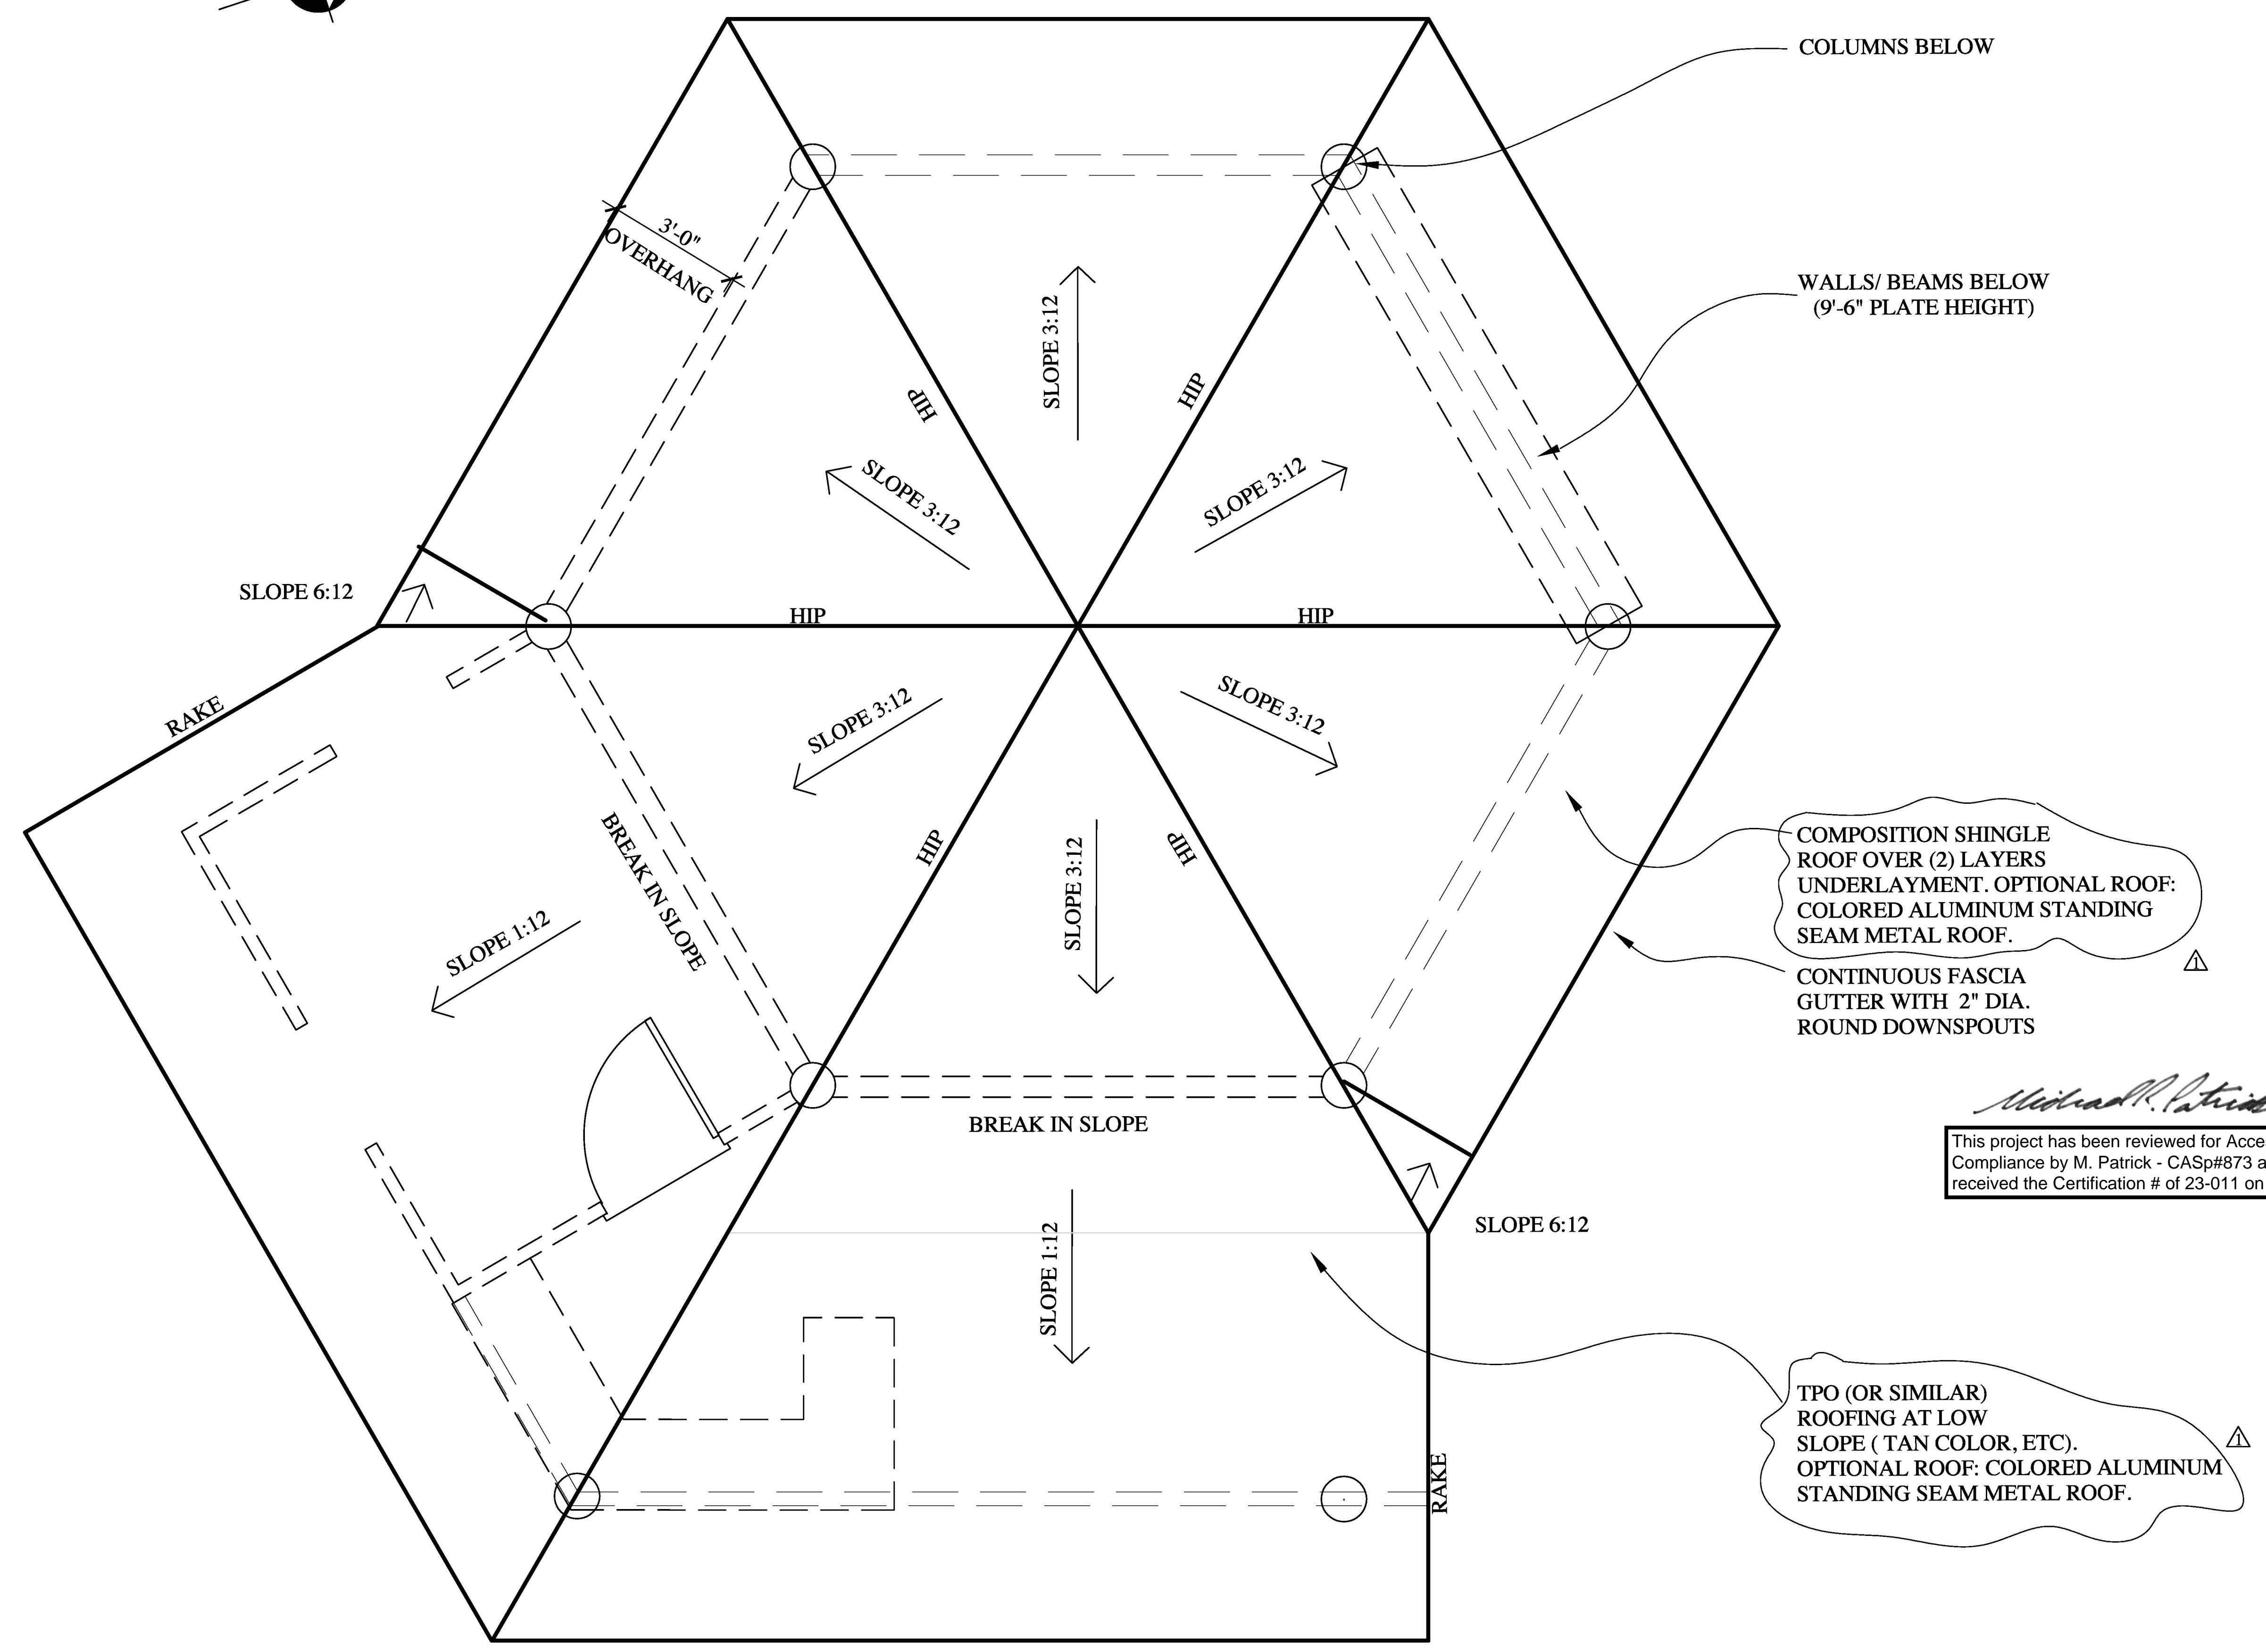 COLUMNS BELOW
WALLS/ BEAMS BELOW
(9'-6" PLATE HEIGHT)
3'-0"
OVERHANG
SLOPE 3:12
HIP
HIP
SLOPE 3:12
SLOPE 3:12
SLOPE 6:12
HIP
HIP
RAKE
SLOPE 3:12
SLOPE 3:12
BREAK IN SLOPE
HIP
HIP
SLOPE 3:12
SLOPE 1:12
COMPOSITION SHINGLE
ROOF OVER (2) LAYERS
UNDERLAYMENT. OPTIONAL ROOF:
COLORED ALUMINUM STANDING
SEAM METAL ROOF.
1
CONTINUOUS FASCIA
GUTTER WITH 2" DIA.
ROUND DOWNSPOUTS
BREAK IN SLOPE
Michael R. Patrick
This project has been reviewed for
Compliance by M. Patrick - CASp#873
received the Certification # of 23-011 on
SLOPE 6:12
SLOPE 1:12
TPO (OR SIMILAR)
ROOFING AT LOW
SLOPE ( TAN COLOR, ETC).
OPTIONAL ROOF: COLORED ALUMINUM
STANDING SEAM METAL ROOF.
1
RAKE